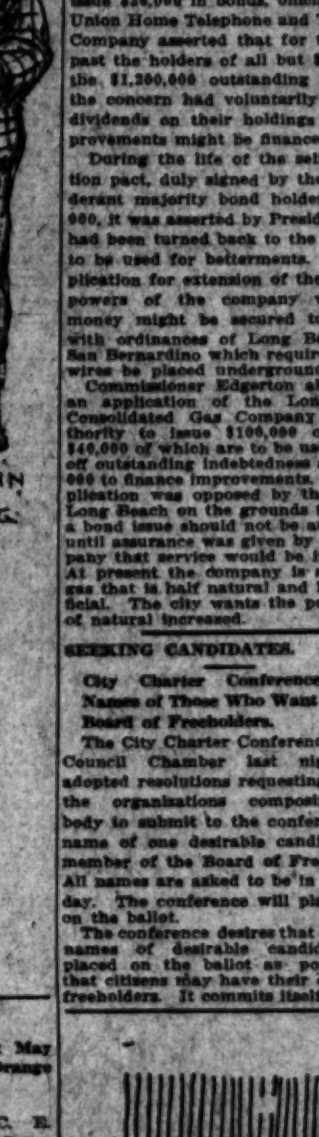 issue $26,000 in bonds, 
Union Home Telephone and
Company asserted that for
past the holders of all but
the $1,200,000 outstanding
the concern had voluntarily
dividends on their holdings
provements might be finance
During the life of the
tion pact, duly signed by the
derant majority bond holde
000, it was asserted by Presid
had been turned back to the
to be used for betterments.
plication for extension of the
powers of the company
money might be secured to
with ordinances of Long Be
San Bernardino which requir
wires be placed underground
Commissioner Edgerton
an application of the Lon
Consolidated Gas Company
thority to issue $100,000
$40,000 of which are to be us
off outstanding indebtedness
000 to finance improvements.
plication was opposed by th
Long Beach on the grounds
a bond issue should not be
until assurance was given by
pany that service would be
At present the company is
gas that is half natural and
ficial. The city wants the
of natural increased.
SEEKING CANDIDATES.
City Charter Conference
Names of Those Who Want
Board of Freeholders.
The City Charter Conferen
Council Chamber last
adopted resolutions requesting
the organizations
body to submit to the confer
name of one desirable candi
member of the Board of Fre
All names are asked to be in
day. The conference will
on the ballot.
The conference desires that
names of desirable candid
placed on the ballot as
that citizens may have their
freeholders. It commits itself
May
Orange
C. E.